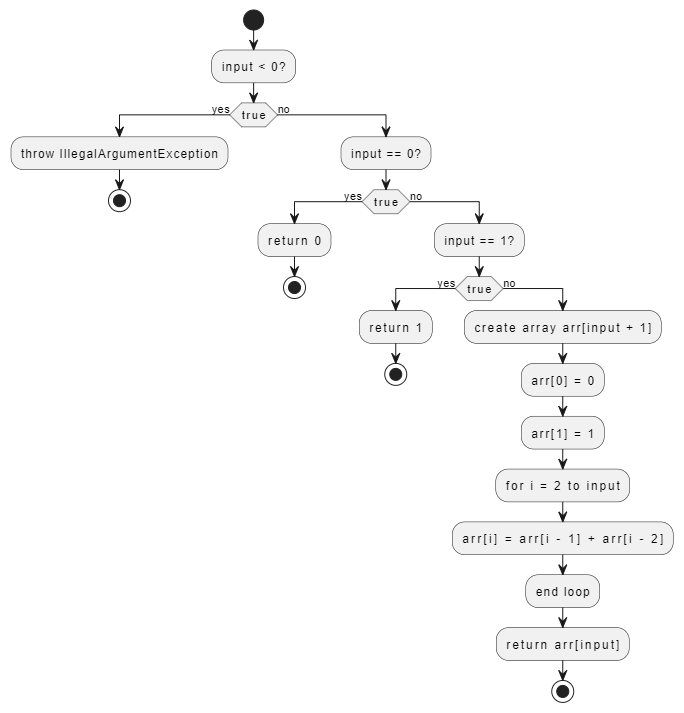 input < 0?
yes
true
no
throw IllegalArgumentException
input == 0?
yes
true
no
return 0
input == 1?
yes
true
no
return 1
create array arr[input + 1]
arr[0] = 0
arr[1] = 1
for i = 2 to input
arr[i] = arr[i - 1] + arr[i - 2]
end loop
return arr[input]